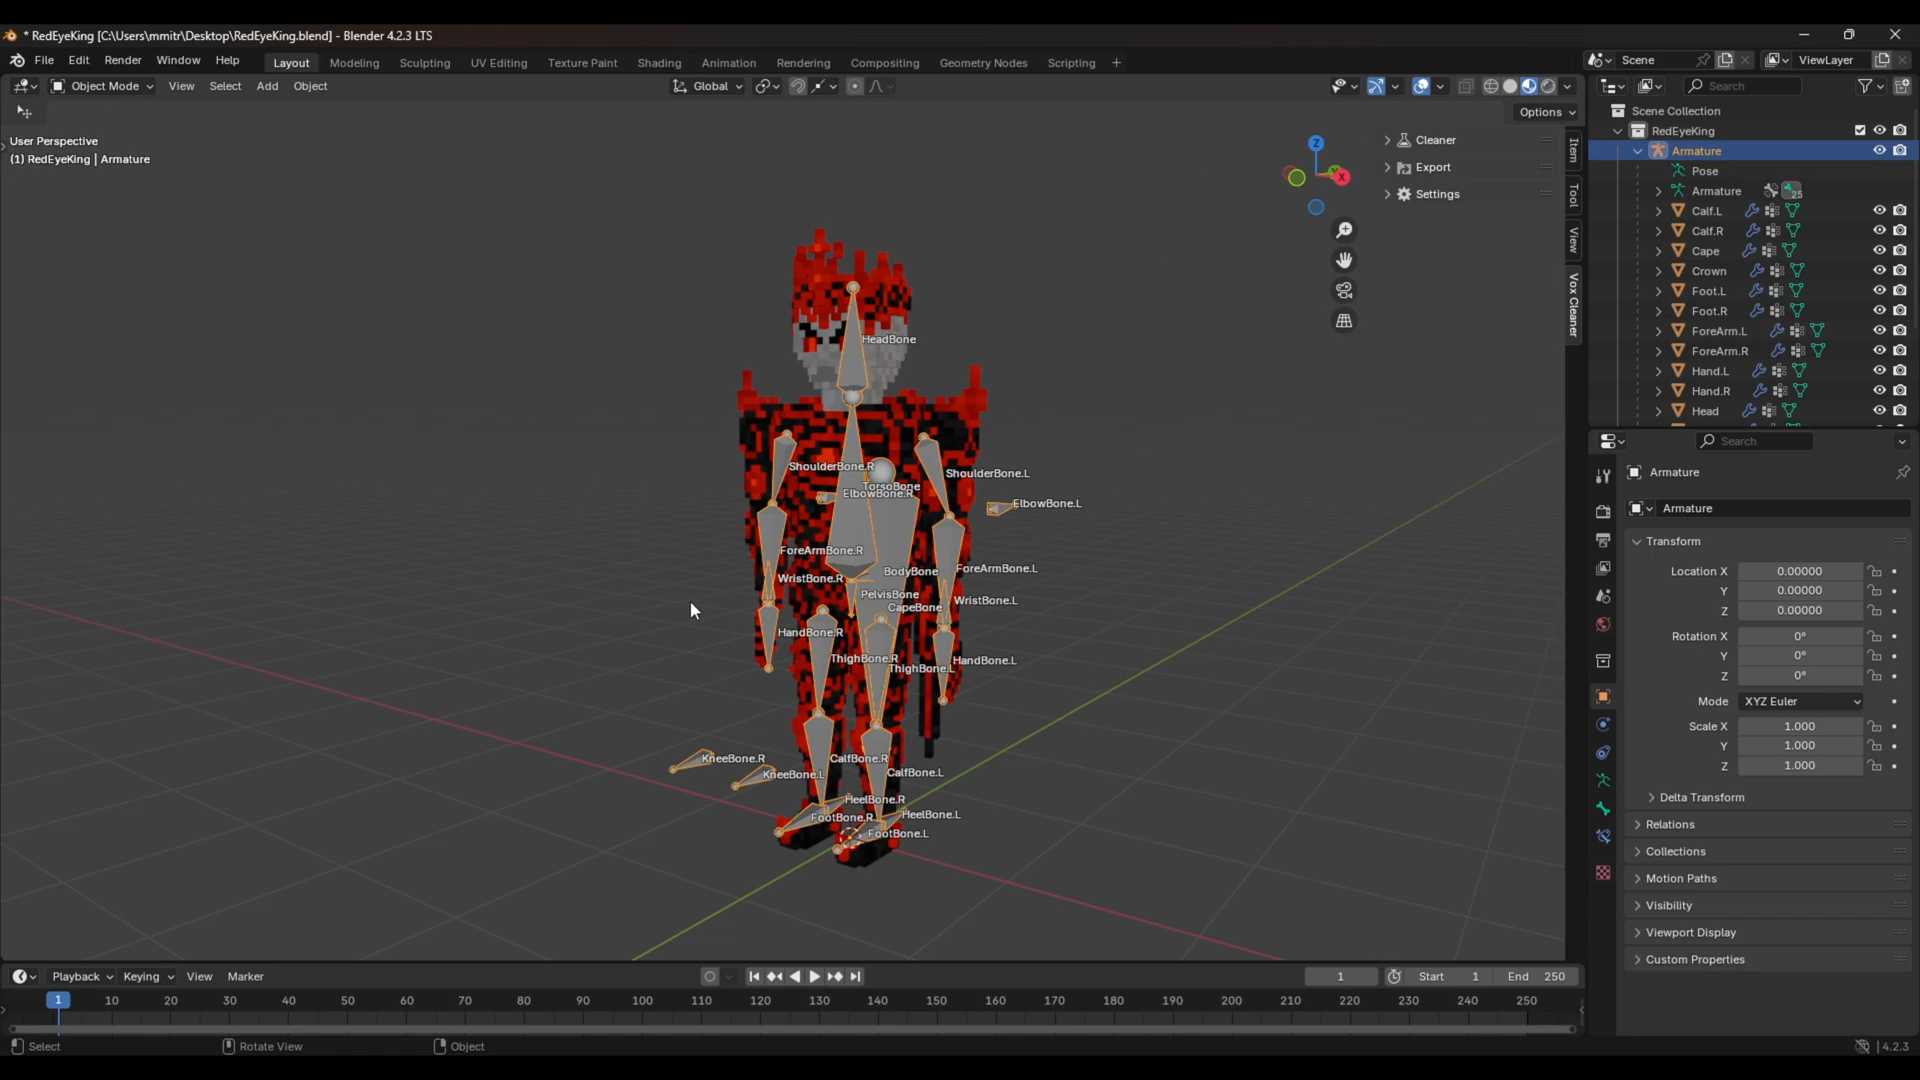 * RedEyeKing [C:\Users\mmitr\Desktop\RedEyeKing.blend] - Blender 4.2.3 LTS
File Edit Render Window Help Layout Modeling Sculpting UV Editing Texture Paint Shading Animation Rendering Compositing Geometry Nodes Scripting + Scene ViewLayer
Object Mode View Select Add Object Global Search
Options
User Perspective
(1) RedEyeKing | Armature
Cleaner
Export
Settings
Item
Tool
View
Vox Cleaner
Z
X
HeadBone
ShoulderBone.R
ShoulderBone.L
TorsoBone
ElbowBone.R
ElbowBone.L
ForeArmBone.R
ForeArmBone.L
BodyBone
WristBone.R
PelvisBone
WristBone.L
CapeBone
HandBone.R
HandBone.L
ThighBone.R
ThighBone.L
KneeBone.R
CalfBone.R
KneeBone.L
CalfBone.L
HeelBone.R
HeelBone.L
FootBone.R
FootBone.L
Scene Collection
RedEyeKing
Armature
Pose
Armature 25
Calf.L
Calf.R
Cape
Crown
Foot.L
Foot.R
ForeArm.L
ForeArm.R
Hand.L
Hand.R
Head
Search
Armature
Armature
Transform
Location X 0.00000
Y 0.00000
Z 0.00000
Rotation X 0°
Y 0°
Z 0°
Mode XYZ Euler
Scale X 1.000
Y 1.000
Z 1.000
Delta Transform
Relations
Collections
Motion Paths
Visibility
Viewport Display
Custom Properties
Playback Keying View Marker 1 Start 1 End 250
1 10 20 30 40 50 60 70 80 90 100 110 120 130 140 150 160 170 180 190 200 210 220 230 240 250
Select Rotate View Object 4.2.3